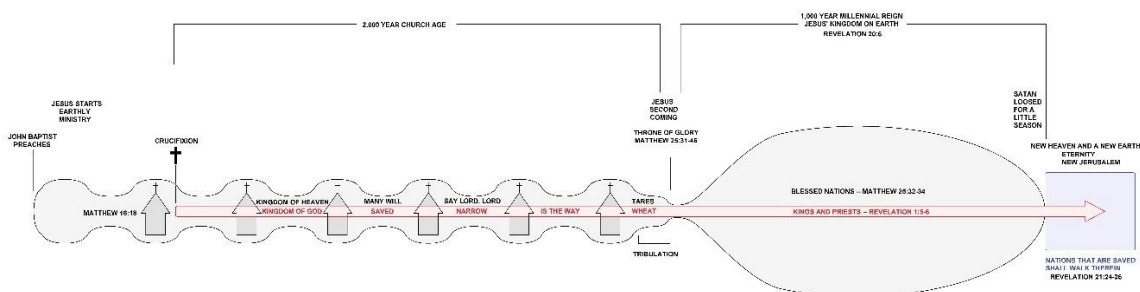 2,000 YEAR CHURCH AGE
1,000 YEAR MILLENNIAL REIGN
JESUS' KINGDOM ON EARTH
REVELATION 20:6
JESUS STARTS
EARTHLY
MINISTRY
JOHN BAPTIST
PREACHES
CRUCIFIXION
JESUS
SECOND
COMING
THRONE OF GLORY
MATTHEW 25:31-46
SATAN
LOOSED
FOR A
LITTLE
SEASON
NEW HEAVEN AND A NEW EARTH
ETERNITY
NEW JERUSALEM
MATTHEW 16:18
KINGDOM OF HEAVEN
MANY WILL
SAY LORD, LORD
TARES
KINGDOM OF GOD
SAVED
NARROW
IS THE WAY
WHEAT
TRIBULATION
BLESSED NATIONS -- MATTHEW 25:32-34
KINGS AND PRIESTS – REVELATION 1:5-6
NATIONS THAT ARE SAVED
SHALL WALK THEREIN
REVELATION 21:24-26